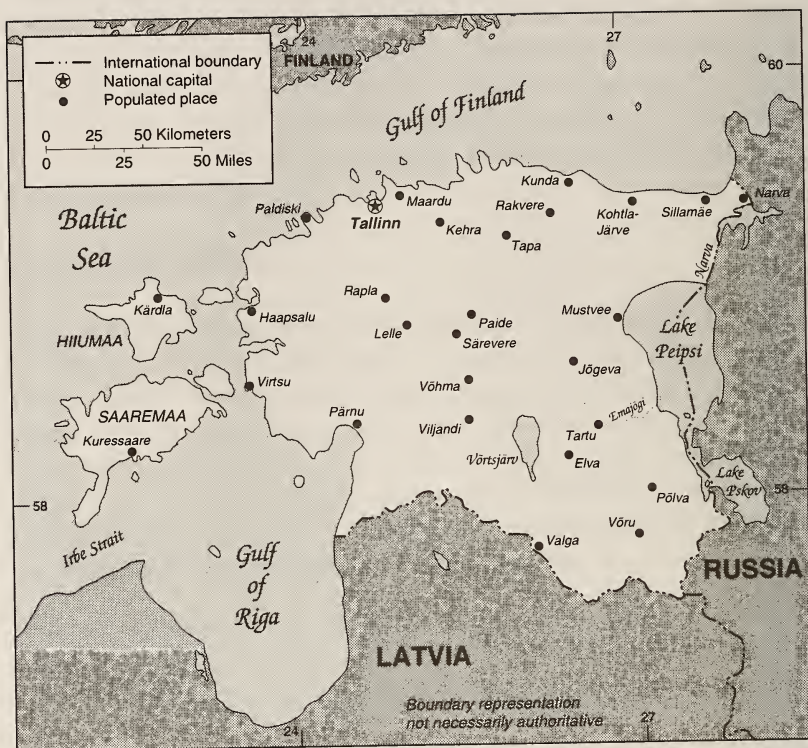 24
27
International boundary
National capital
Populated place
0 25 50 Kilometers
0 25 50 Miles
FINLAND
60
Gulf of Finland
Baltic
Sea
Paldiski
Tallinn
Maardu
Kehra
Kunda
Rakvere
Tapa
Kohtla-
Järve
Sillamäe
Narva
Narva
Kärdla
HIIUMAA
Haapsalu
Rapla
Lelle
Paide
Särevere
Mustvee
Lake
Peipsi
Jõgeva
Virtsu
Võhma
SAAREMAA
Kuressaare
Pärnu
Viljandi
Võrtsjärv
Tartu
Emajõgi
Elva
Lake
Pskov
58
58
Põlva
Võru
Valga
Irbe Strait
Gulf
of
Riga
RUSSIA
LATVIA
Boundary representation
not necessarily authoritative
24
27